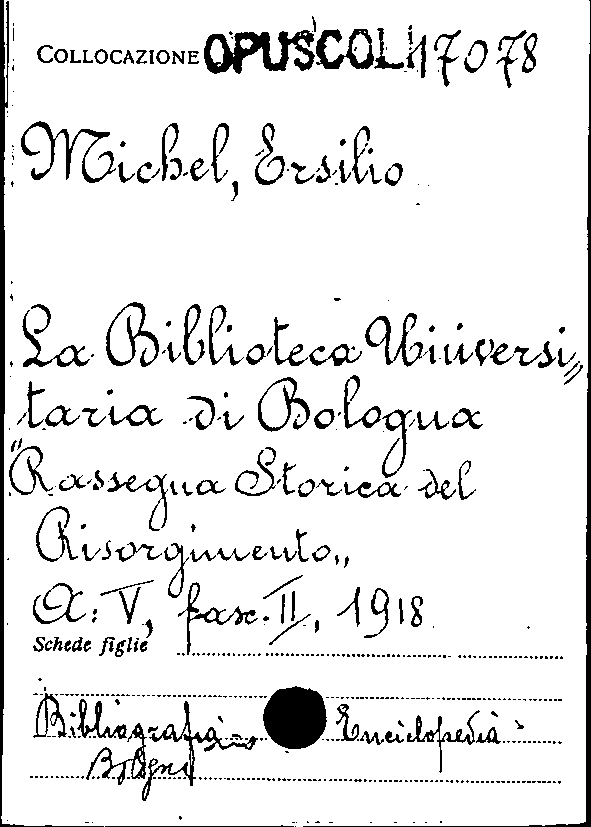 COLLOCAZIONE OPUSCOLI 17078
Michel, Ersilio
La Biblioteca Universi„
taria di Bologna
"Rassegna Storica del
Risorgimento„
A: V, fasc. II, 1918
Schede figlie
Bibliografia Enciclopedia
Bologna